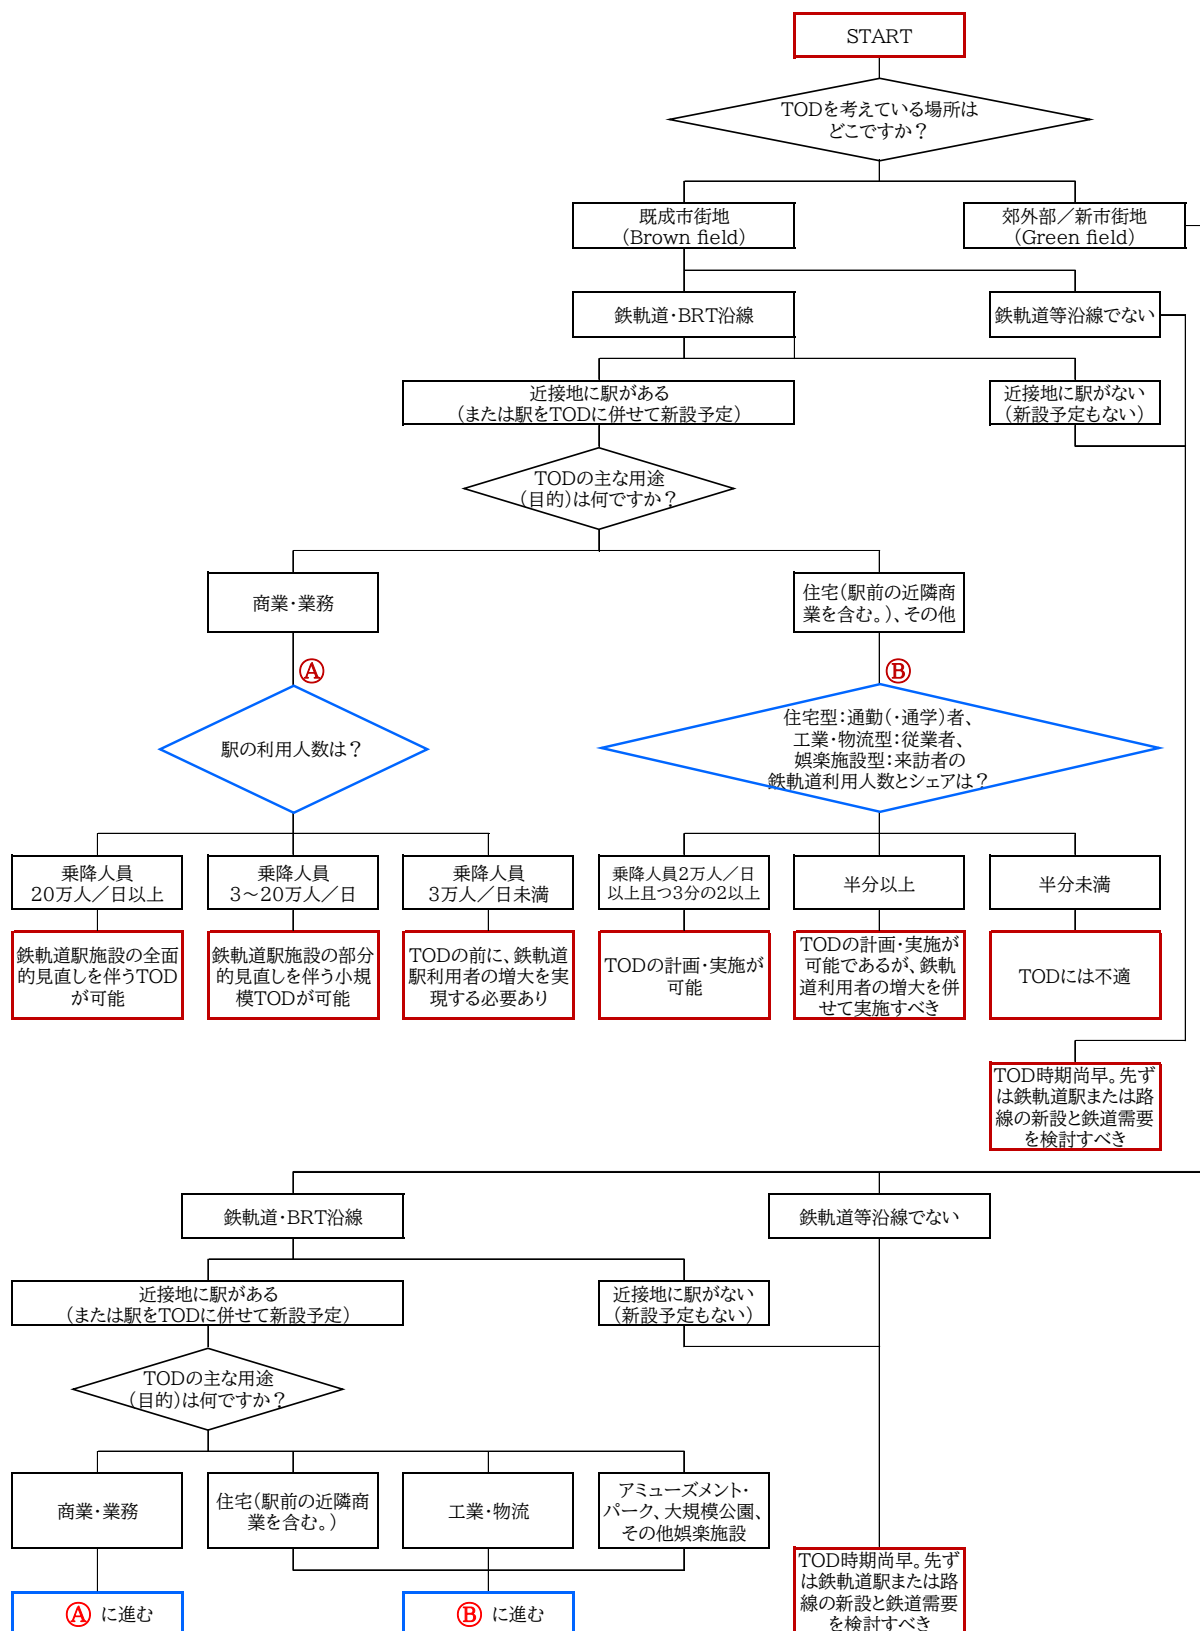 START
TODを考えている場所は
どこですか？
既成市街地
（Brown field）
郊外部／新市街地
（Green field）
鉄軌道・BRT沿線
鉄軌道等沿線でない
近接地に駅がある
（または駅をTODに併せて新設予定）
近接地に駅がない
（新設予定もない）
TODの主な用途
（目的）は何ですか？
商業・業務
住宅（駅前の近隣商
業を含む。）、その他
Ⓐ
Ⓑ
駅の利用人数は？
住宅型：通勤（・通学）者、
工業・物流型：従業者、
娯楽施設型：来訪者の
鉄軌道利用人数とシェアは？
乗降人員
20万人／日以上
乗降人員
3～20万人／日
乗降人員
3万人／日未満
乗降人員2万人／日
以上且つ3分の2以上
半分以上
半分未満
鉄軌道駅施設の全面
的見直しを伴うTOD
が可能
鉄軌道駅施設の部分
的見直しを伴う小規
模TODが可能
TODの前に、鉄軌道
駅利用者の増大を実
現する必要あり
TODの計画・実施が
可能
TODの計画・実施が
可能であるが、鉄軌
道利用者の増大を併
せて実施すべき
TODには不適
TOD時期尚早。先ず
は鉄軌道駅または路
線の新設と鉄道需要
を検討すべき
鉄軌道・BRT沿線
鉄軌道等沿線でない
近接地に駅がある
（または駅をTODに併せて新設予定）
近接地に駅がない
（新設予定もない）
TODの主な用途
（目的）は何ですか？
商業・業務
住宅（駅前の近隣商
業を含む。）
工業・物流
アミューズメント・
パーク、大規模公園、
その他娯楽施設
Ⓐ に進む
Ⓑ に進む
TOD時期尚早。先ず
は鉄軌道駅または路
線の新設と鉄道需要
を検討すべき